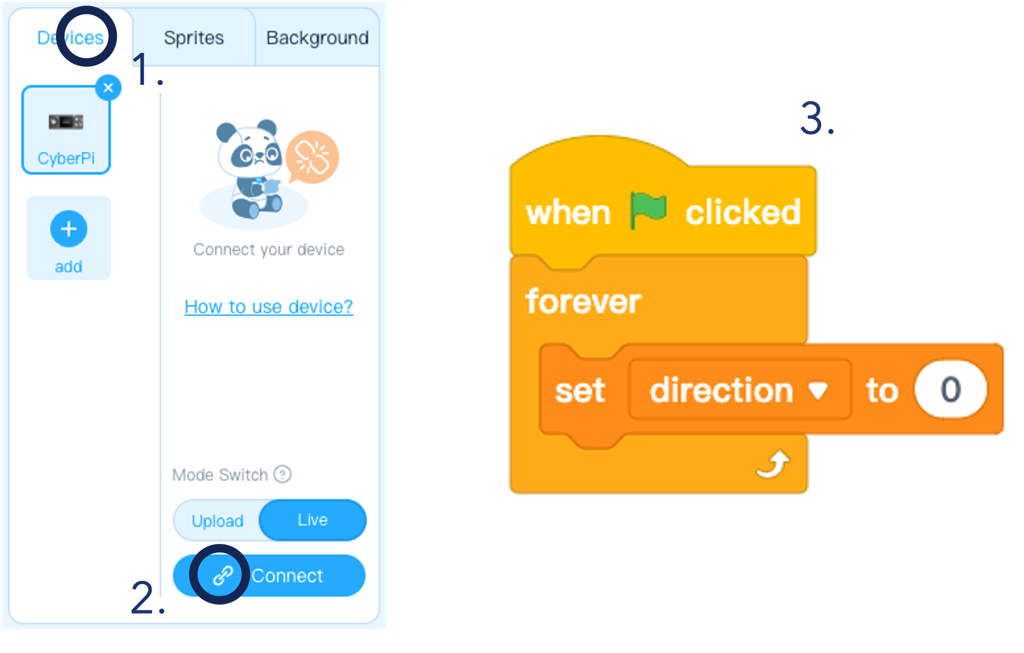 Devices
Sprites
Background
1.
CyberPi
add
Connect your device
How to use device?
Mode Switch ?
Upload
Live
Connect
2.
3.
when clicked
forever
set direction to 0